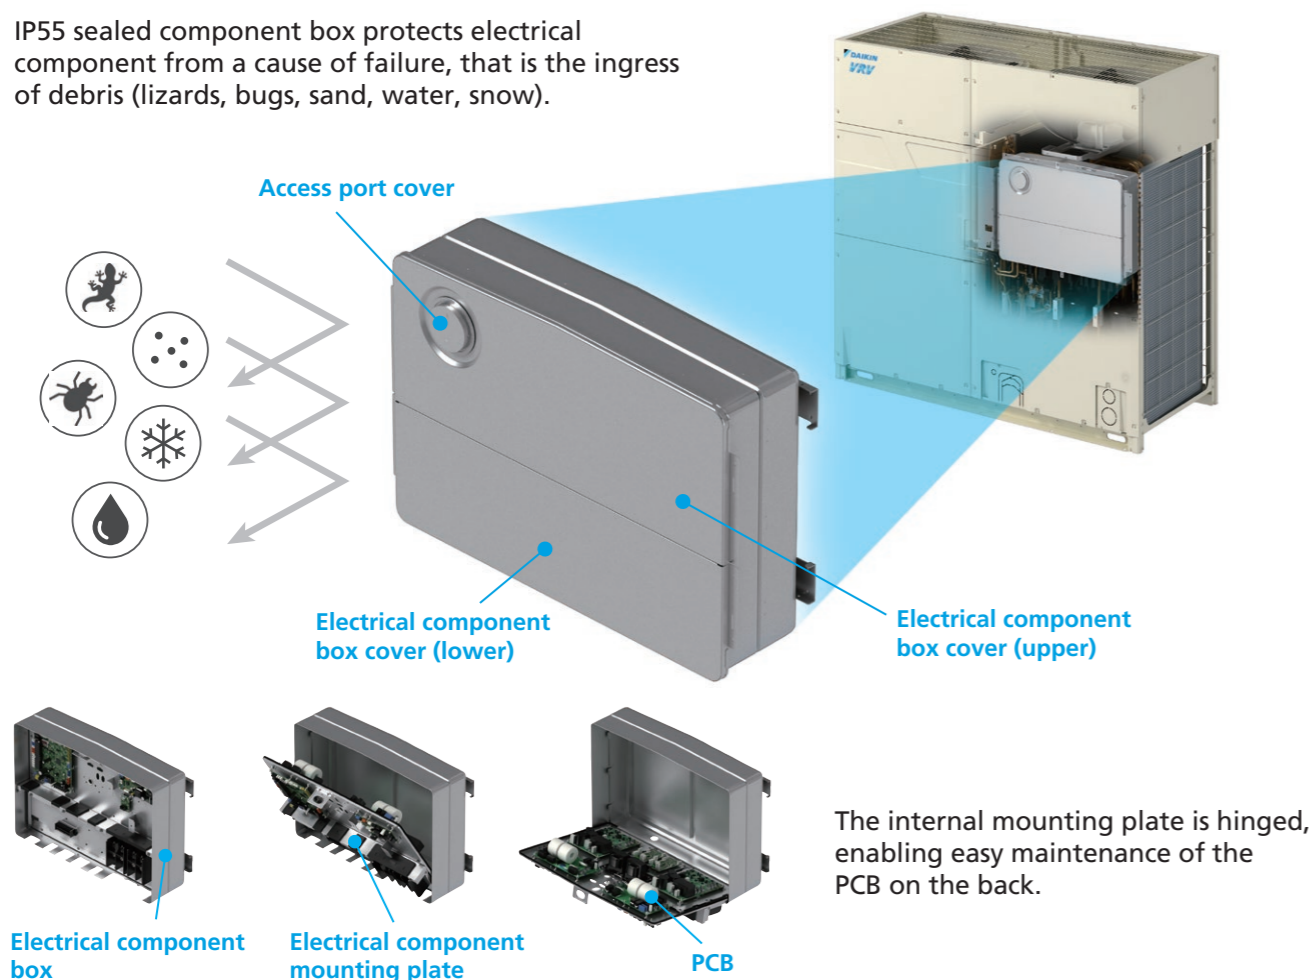 IP55 sealed component box protects electrical
component from a cause of failure, that is the ingress
of debris (lizards, bugs, sand, water, snow).
DAIKIN
VRV
Access port cover
Electrical component
box cover (lower)
Electrical component
box cover (upper)
The internal mounting plate is hinged,
enabling easy maintenance of the
PCB on the back.
Electrical component
box
Electrical component
mounting plate
PCB